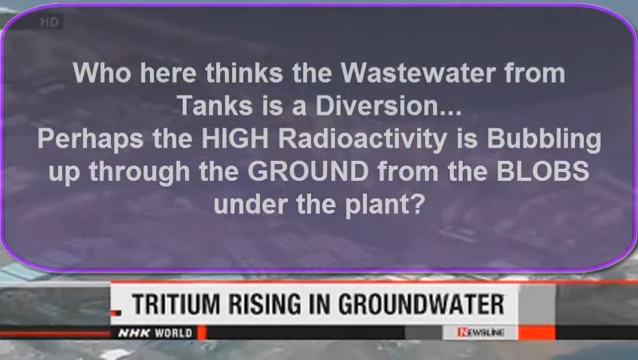 HD
Who here thinks the Wastewater from
Tanks is a Diversion...
Perhaps the HIGH Radioactivity is Bubbling
up through the GROUND from the BLOBS
under the plant?
TRITIUM RISING IN GROUNDWATER
NHK WORLD NEWSLINE